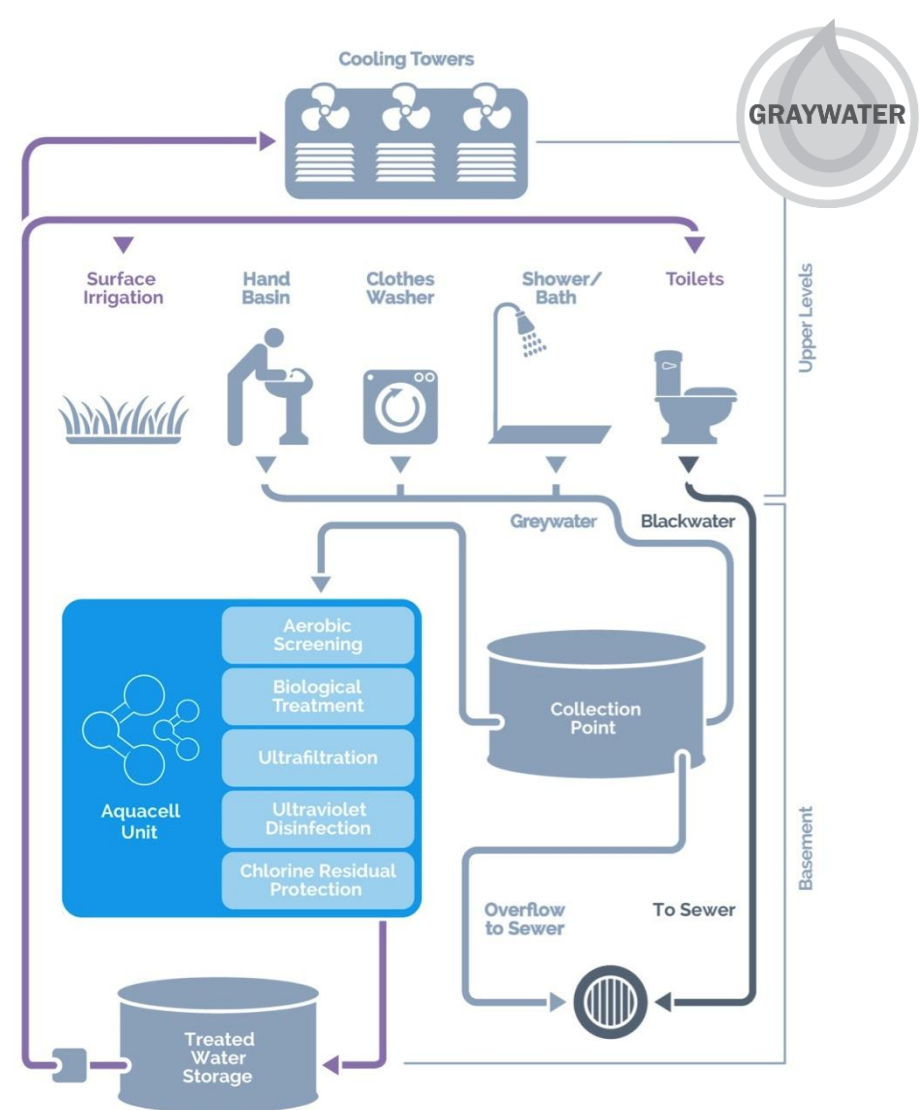 Cooling Towers
GRAYWATER
Surface
Irrigation
Hand
Basin
Clothes
Washer
Shower/
Bath
Toilets
Upper Levels
Greywater
Blackwater
Aerobic
Screening
Biological
Treatment
Ultrafiltration
Ultraviolet
Disinfection
Chlorine Residual
Protection
Aquacell
Unit
Collection
Point
Basement
Overflow
to Sewer
To Sewer
Treated
Water
Storage